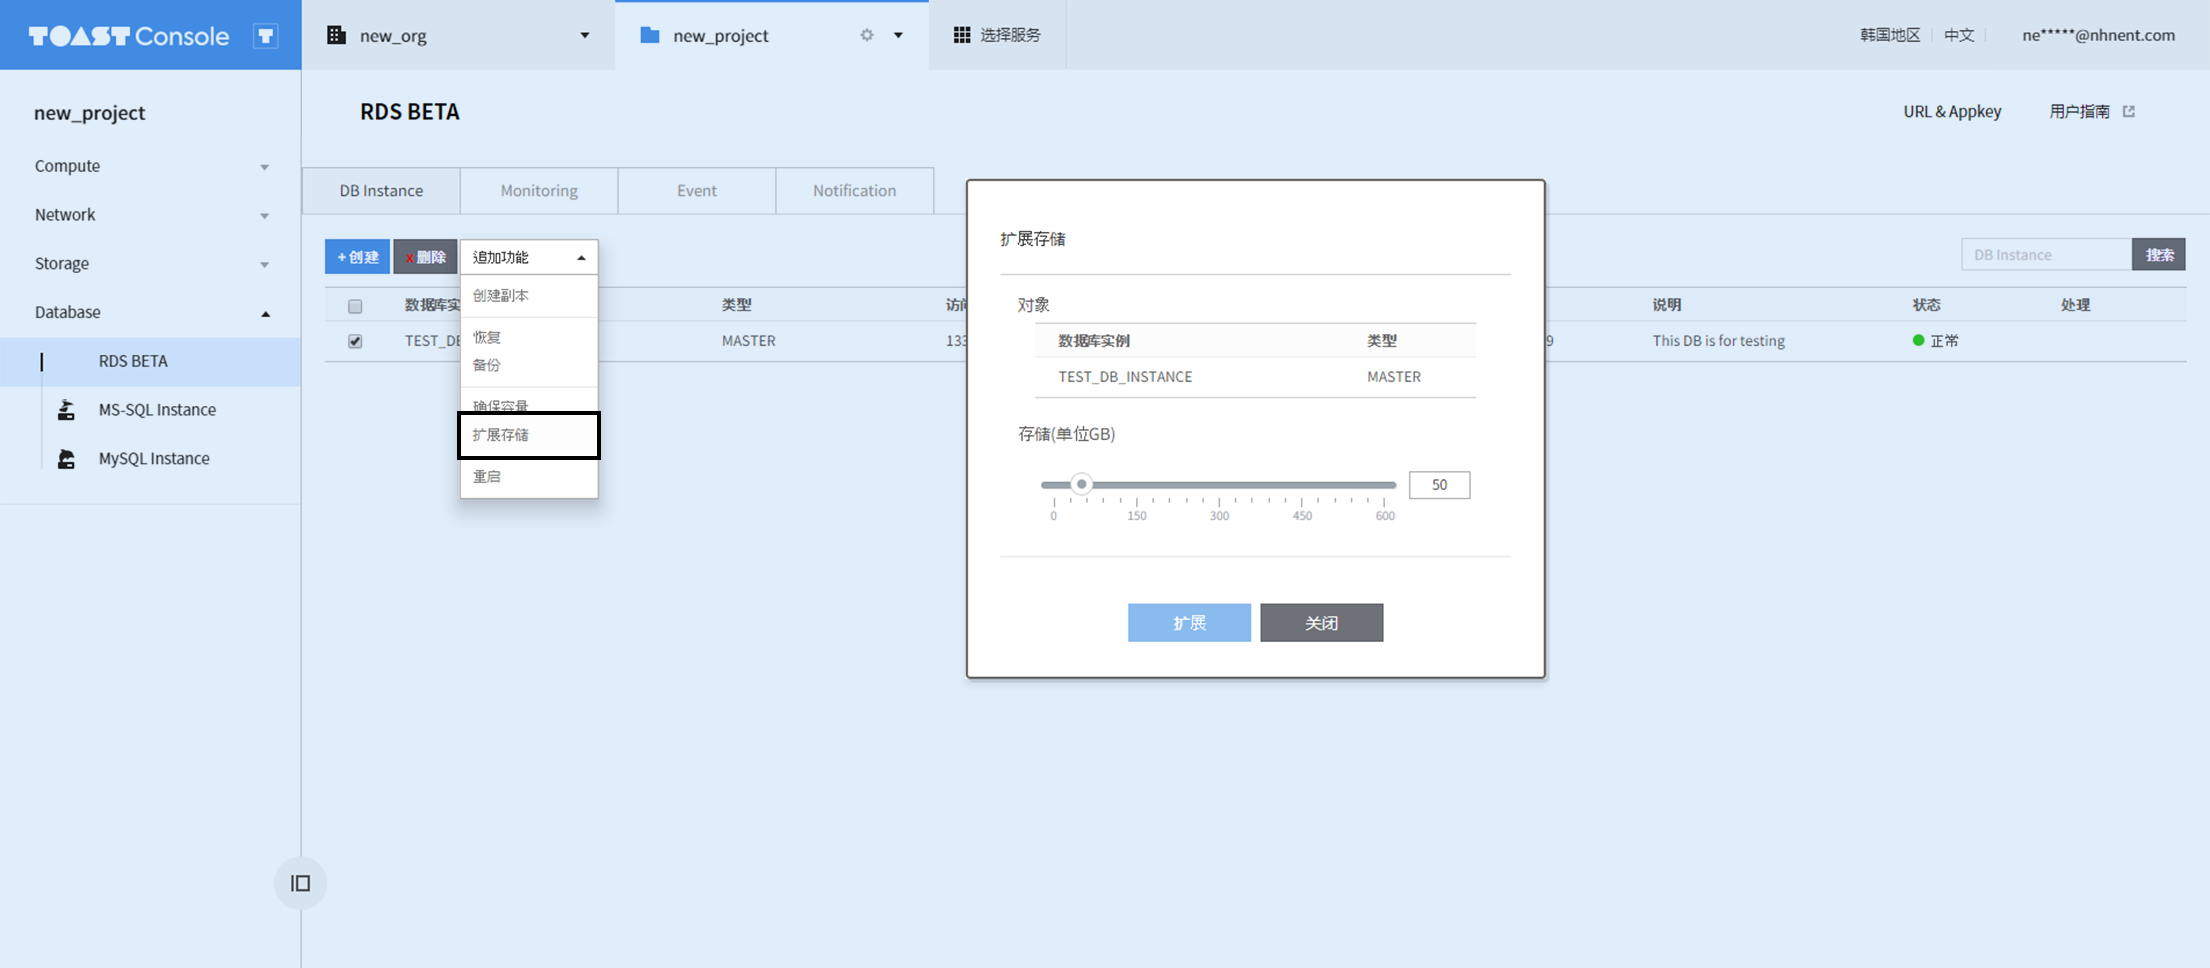 TOAST Console
new_org
new_project
选择服务
韩国地区
中文
ne*****@nhnent.com
new_project
Compute
Network
Storage
Database
RDS BETA
MS-SQL Instance
MySQL Instance
RDS BETA
URL & Appkey
用户指南
DB Instance
Monitoring
Event
Notification
+创建
x删除
追加功能
创建副本
恢复
备份
确保容量
扩展存储
重启
DB Instance
搜索
数据库实
类型
说明
状态
处理
TEST_DE
MASTER
133
9
This DB is for testing
正常
扩展存储
对象
数据库实例 类型
TEST_DB_INSTANCE MASTER
存储(单位GB)
50
0 150 300 450 600
扩展
关闭